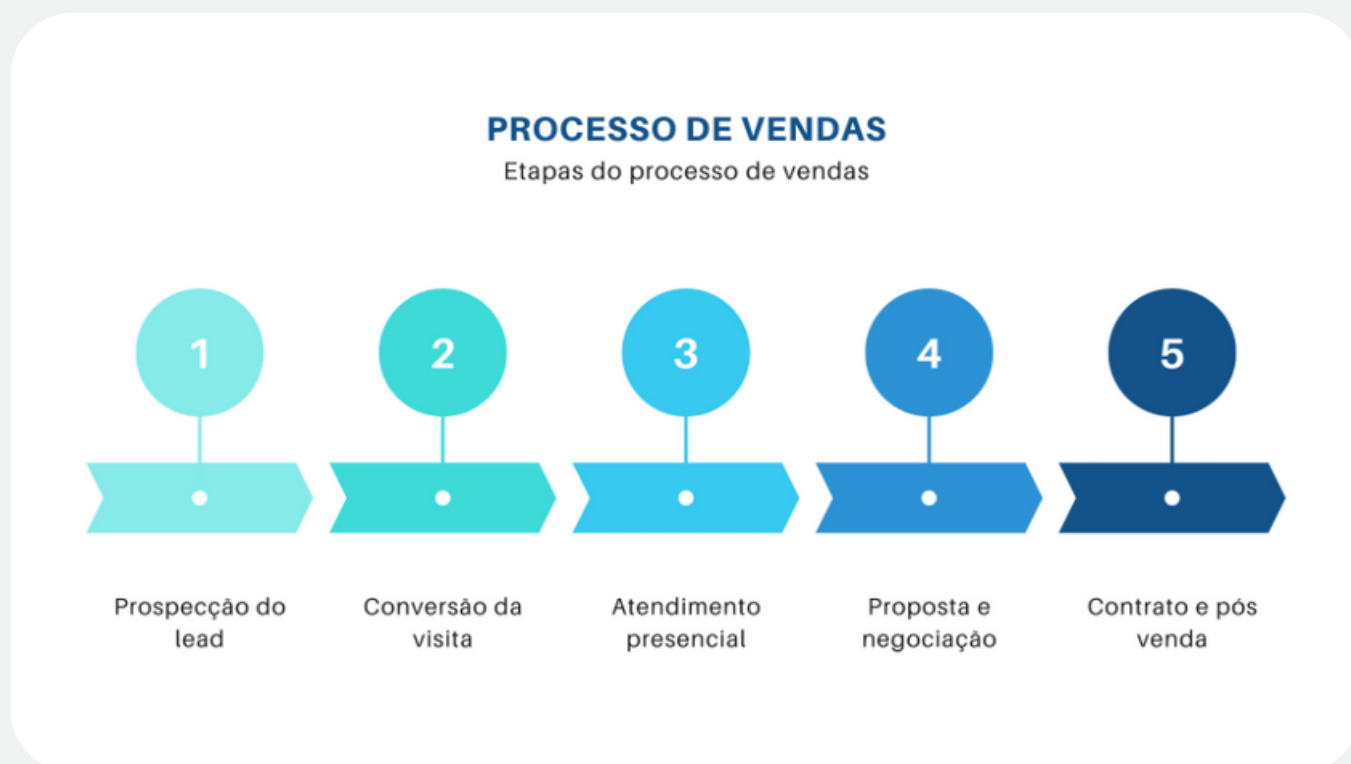 PROCESSO DE VENDAS
Etapas do processo de vendas
1
2
3
4
5
Prospecção do
lead
Conversão da
visita
Atendimento
presencial
Proposta e
negociação
Contrato e pós
venda